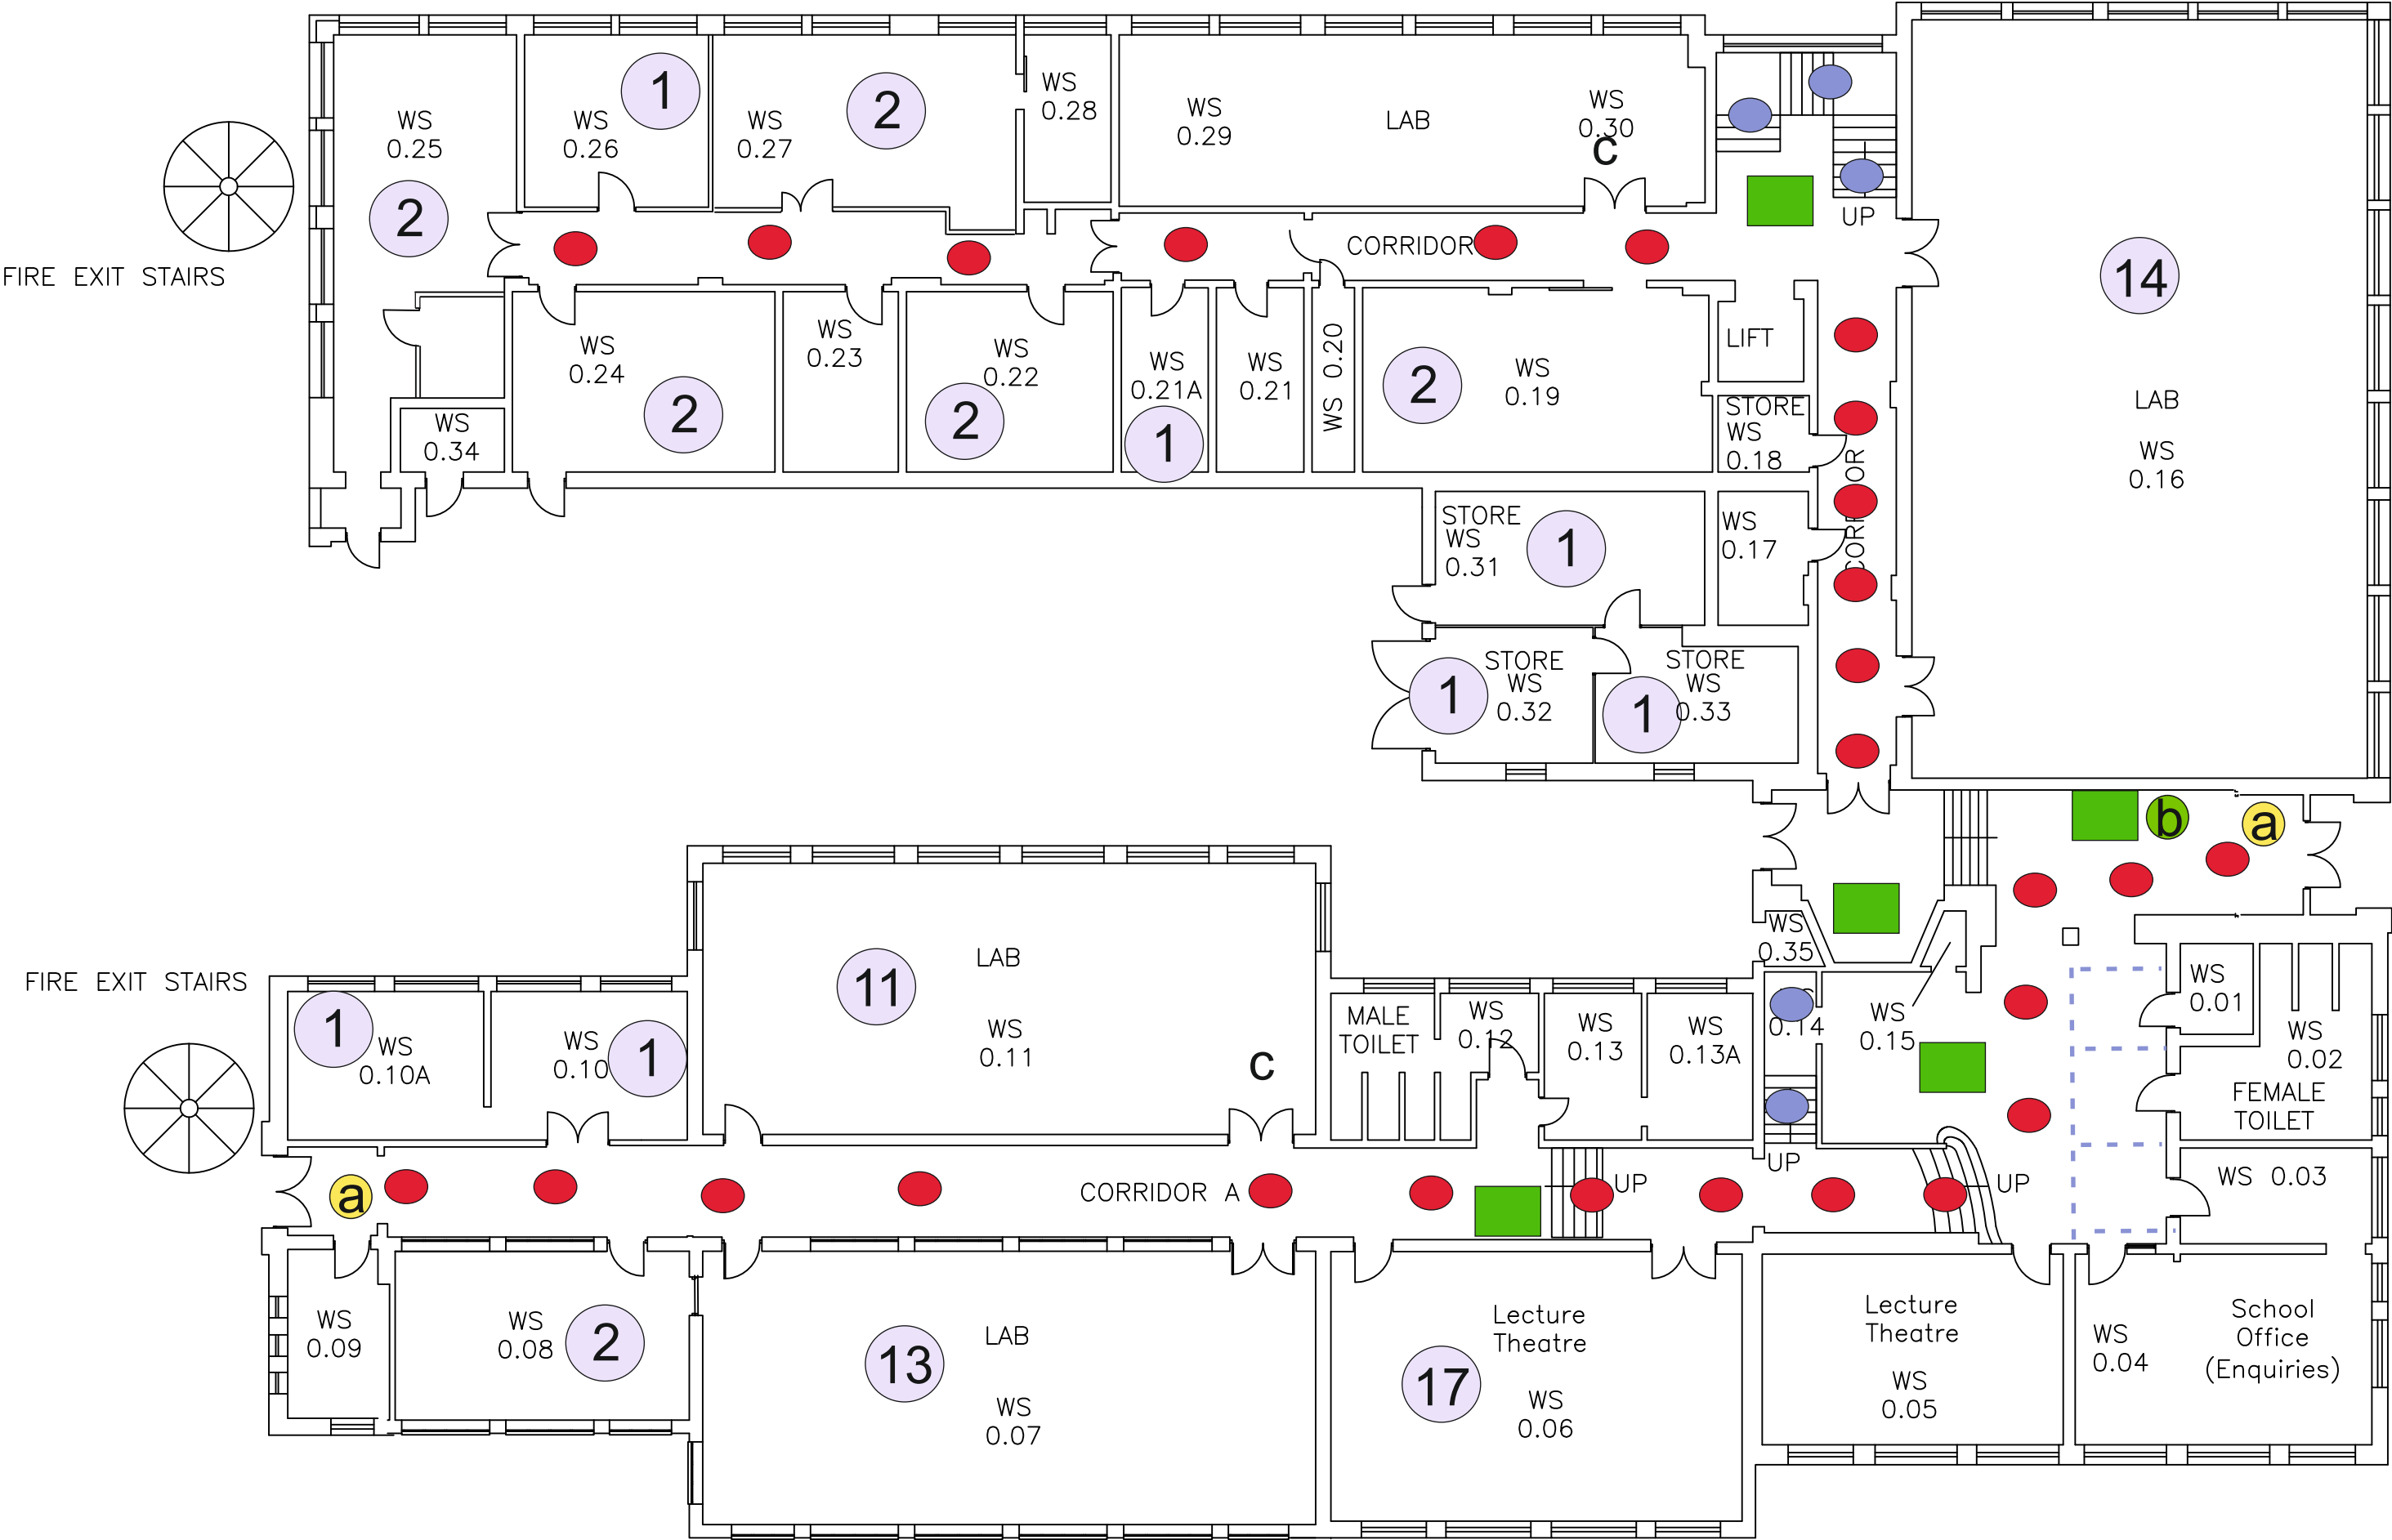 WS
0.25
2
WS
0.26
1
WS
0.27
2
WS
0.28
WS
0.29
LAB
WS
0.30
c
UP
FIRE EXIT STAIRS
CORRIDOR
14
LAB
WS
0.16
WS
0.34
WS
0.24
2
WS
0.23
WS
0.22
2
WS
0.21A
1
WS
0.21
WS 0.20
2
WS
0.19
LIFT
STORE
WS
0.18
CORRIDOR
STORE
WS
0.31
1
WS
0.17
STORE
WS
0.32
1
STORE
WS
0.33
1
b
a
FIRE EXIT STAIRS
1
WS
0.10A
WS
0.10
1
LAB
11
WS
0.11
c
MALE
TOILET
WS
0.12
WS
0.13
WS
0.13A
WS
0.35
0.14
WS
0.15
WS
0.01
WS
0.02
FEMALE
TOILET
a
CORRIDOR A
UP
UP
UP
WS 0.03
WS
0.09
WS
0.08
2
LAB
13
WS
0.07
Lecture
Theatre
17
WS
0.06
Lecture
Theatre
WS
0.05
WS
0.04
School
Office
(Enquiries)